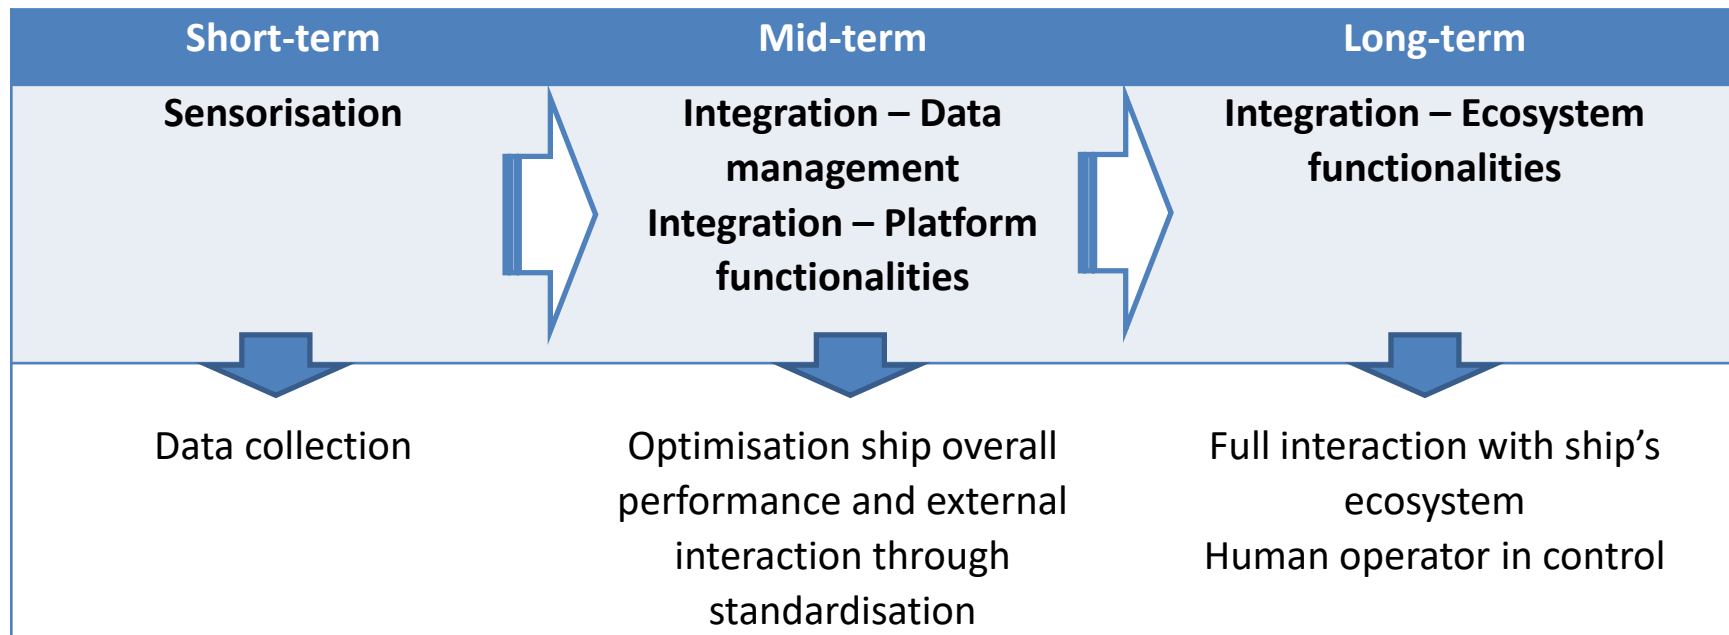 Short-term
Mid-term
Long-term
Sensorisation
Integration – Data
management
Integration – Platform
functionalities
Integration – Ecosystem
functionalities
Data collection
Optimisation ship overall
performance and external
interaction through
standardisation
Full interaction with ship’s
ecosystem
Human operator in control